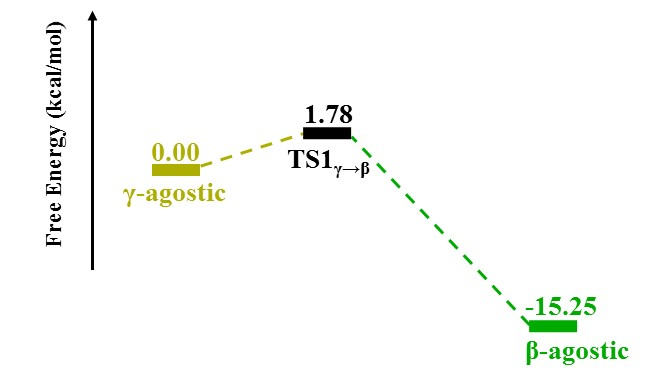 Free Energy (kcal/mol)
1.78
TS1γ→β
0.00
γ-agostic
-15.25
β-agostic